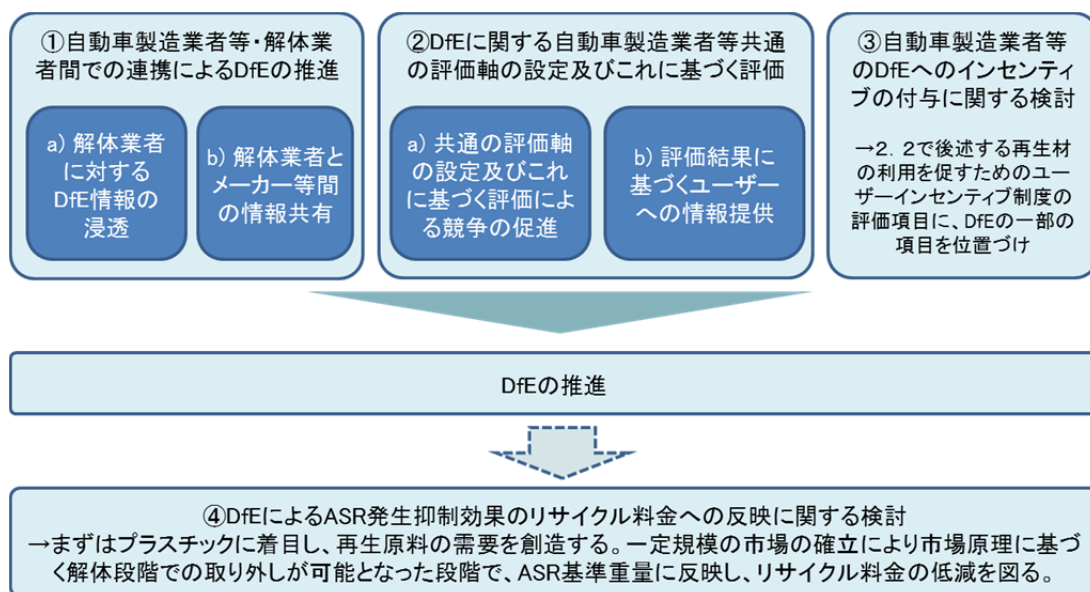 ①自動車製造業者等・解体業
者間での連携によるDfEの推進
a) 解体業者
に対する
DfE情報の
浸透
b) 解体業者と
メーカー等間
の情報共有
②DfEに関する自動車製造業者等共通
の評価軸の設定及びこれに基づく評価
a) 共通の評価軸
の設定及びこれ
に基づく評価によ
る競争の促進
b) 評価結果に
基づくユーザー
への情報提供
③自動車製造業者等
のDfEへのインセンティ
ブの付与に関する検討
→2．2で後述する再生材
の利用を促すためのユー
ザーインセンティブ制度の
評価項目に、DfEの一部の
項目を位置づけ
DfEの推進
④DfEによるASR発生抑制効果のリサイクル料金への反映に関する検討
→まずはプラスチックに着目し、再生原料の需要を創造する。一定規模の市場の確立により市場原理に基づ
く解体段階での取り外しが可能となった段階で、ASR基準重量に反映し、リサイクル料金の低減を図る。